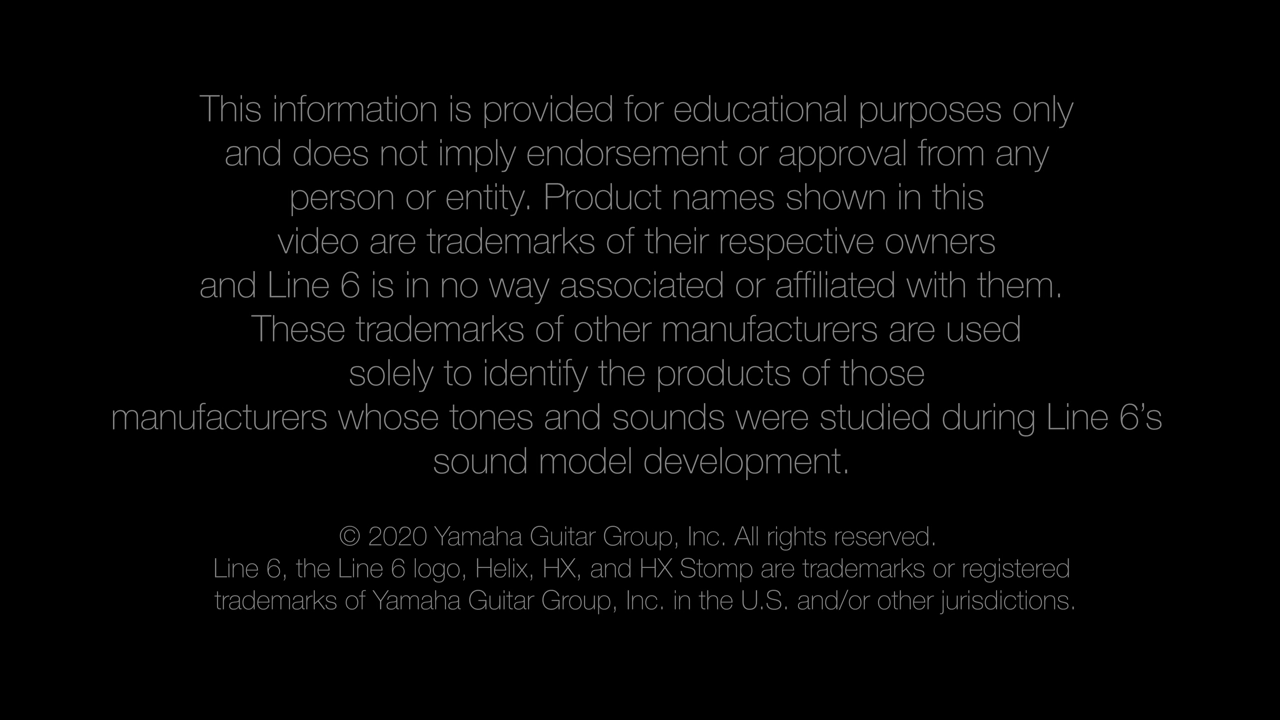 This information is provided for educational purposes only
and does not imply endorsement or approval from any
person or entity. Product names shown in this
video are trademarks of their respective owners
and Line 6 is in no way associated or affiliated with them.
These trademarks of other manufacturers are used
solely to identify the products of those
manufacturers whose tones and sounds were studied during Line 6’s
sound model development.
© 2020 Yamaha Guitar Group, Inc. All rights reserved.
Line 6, the Line 6 logo, Helix, HX, and HX Stomp are trademarks or registered
trademarks of Yamaha Guitar Group, Inc. in the U.S. and/or other jurisdictions.